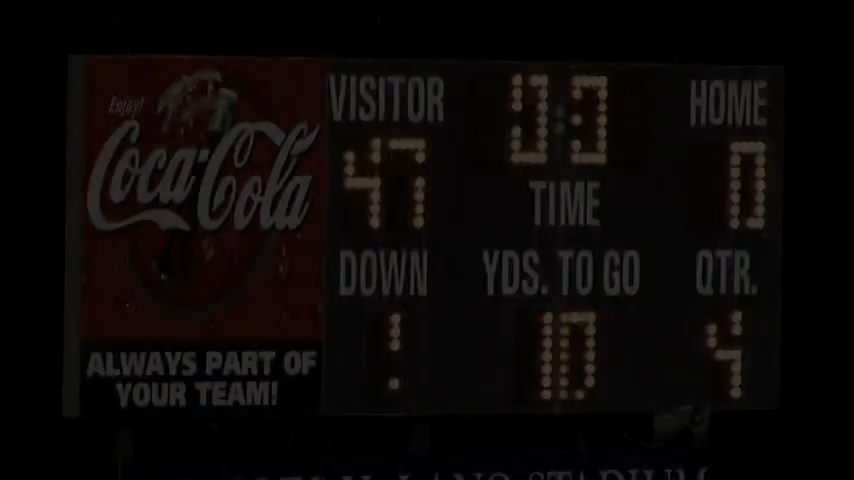 Enjoy!
Coca-Cola
ALWAYS PART OF
YOUR TEAM!
VISITOR
47
TIME
HOME
0
DOWN
1
YDS. TO GO
10
QTR.
4
STADIUM